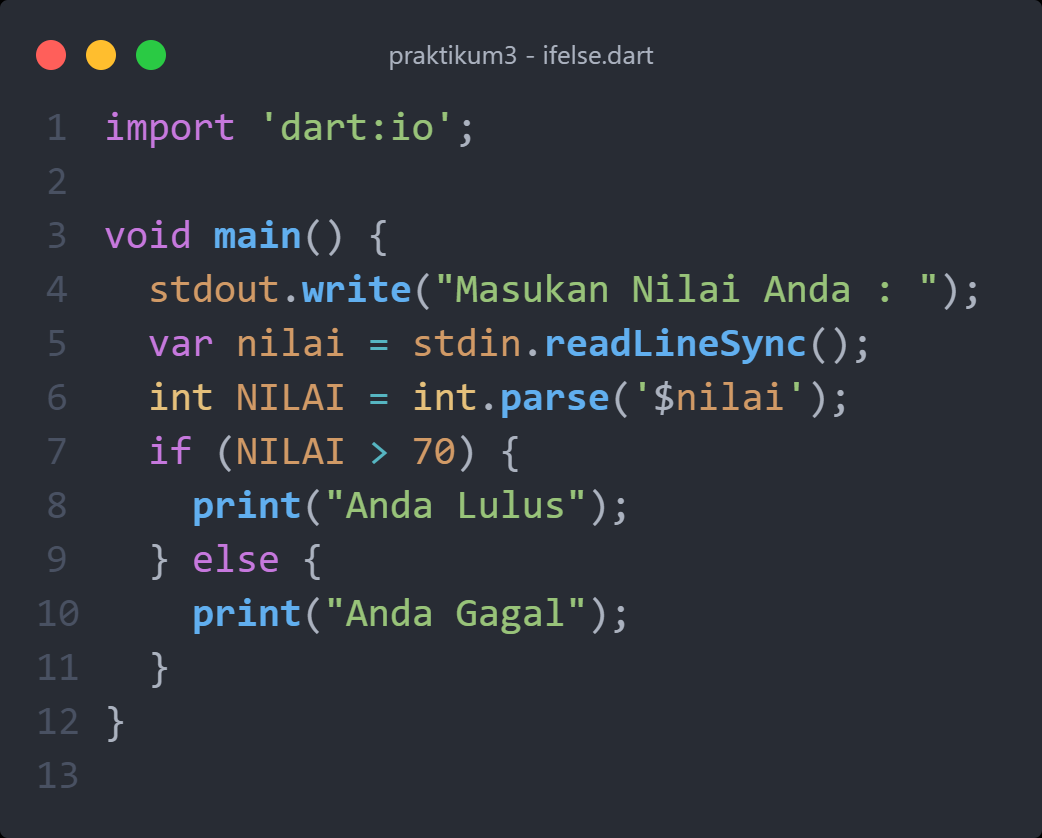 praktikum3 - ifelse.dart
1 import 'dart:io';
2
3 void main() {
4   stdout.write("Masukan Nilai Anda : ");
5   var nilai = stdin.readLineSync();
6   int NILAI = int.parse('$nilai');
7   if (NILAI > 70) {
8     print("Anda Lulus");
9   } else {
10     print("Anda Gagal");
11   }
12 }
13